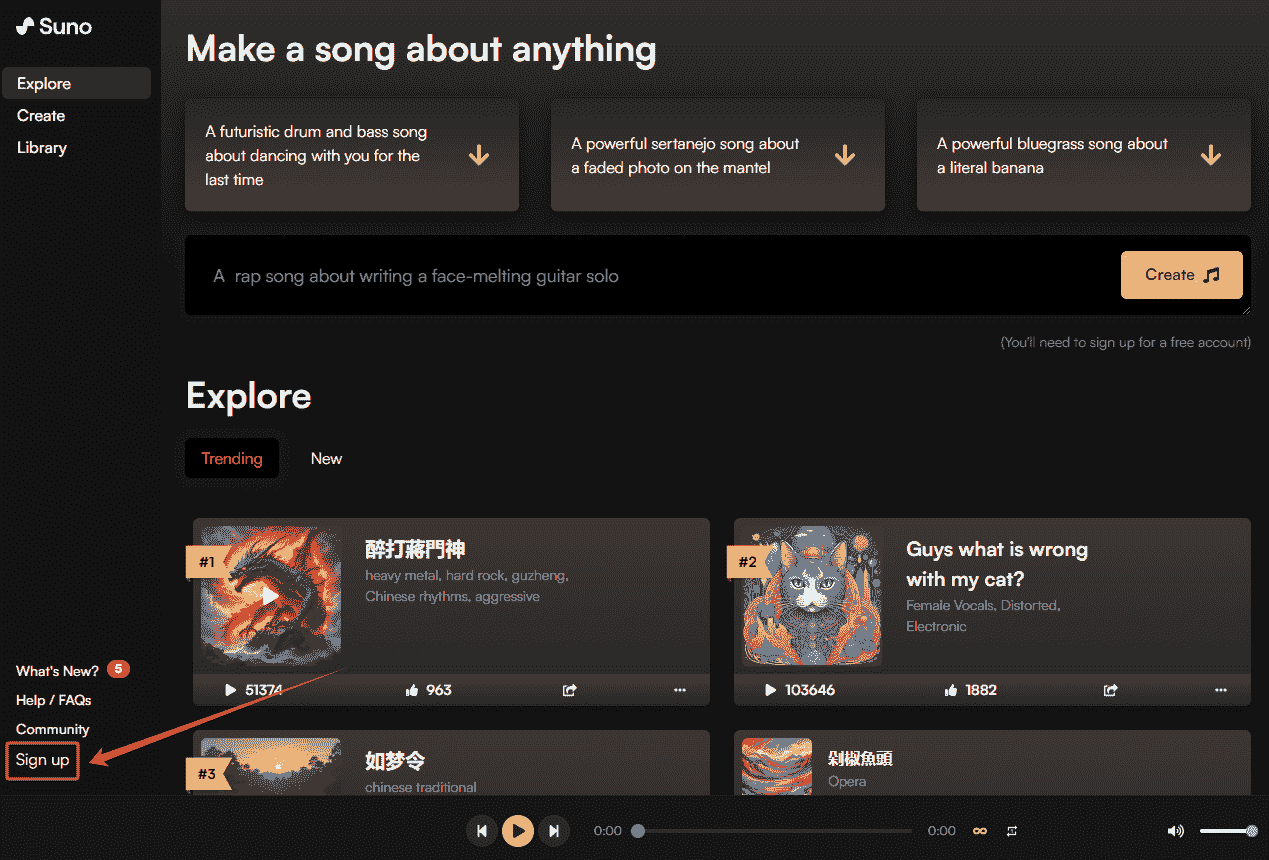 Suno
Explore
Create
Library
What's New? 5
Help / FAQs
Community
Sign up
Make a song about anything
A futuristic drum and bass song
about dancing with you for the
last time
A powerful sertanejo song about
a faded photo on the mantel
A powerful bluegrass song about
a literal banana
A rap song about writing a face-melting guitar solo
Create
(You'll need to sign up for a free account)
Explore
Trending
New
#1
醉打蔣門神
heavy metal, hard rock, guzheng,
Chinese rhythms, aggressive
51374
963
#2
Guys what is wrong
with my cat?
Female Vocals, Distorted,
Electronic
103646
1882
#3
如梦令
chinese traditional
剁椒魚頭
Opera
0:00
0:00